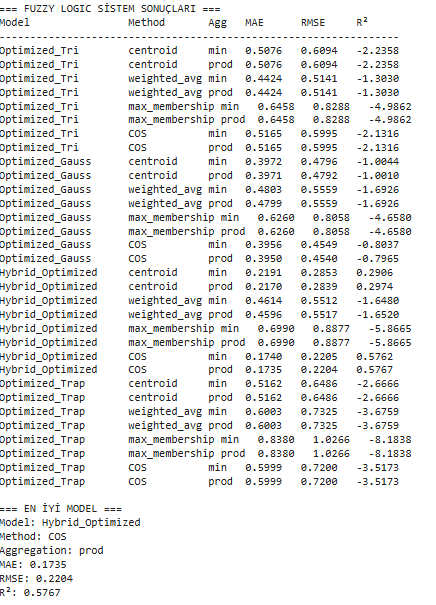 === FUZZY LOGIC SİSTEM SONUÇLARI ===
Model Method Agg MAE RMSE R²
--------------------------------------------------------------------
Optimized_Tri centroid min 0.5076 0.6094 -2.2358
Optimized_Tri centroid prod 0.5076 0.6094 -2.2358
Optimized_Tri weighted_avg min 0.4424 0.5141 -1.3030
Optimized_Tri weighted_avg prod 0.4424 0.5141 -1.3030
Optimized_Tri max_membership min 0.6458 0.8288 -4.9862
Optimized_Tri max_membership prod 0.6458 0.8288 -4.9862
Optimized_Tri COS min 0.5165 0.5995 -2.1316
Optimized_Tri COS prod 0.5165 0.5995 -2.1316
Optimized_Gauss centroid min 0.3972 0.4796 -1.0044
Optimized_Gauss centroid prod 0.3971 0.4792 -1.0010
Optimized_Gauss weighted_avg min 0.4803 0.5559 -1.6926
Optimized_Gauss weighted_avg prod 0.4799 0.5559 -1.6926
Optimized_Gauss max_membership min 0.6260 0.8058 -4.6580
Optimized_Gauss max_membership prod 0.6260 0.8058 -4.6580
Optimized_Gauss COS min 0.3956 0.4549 -0.8037
Optimized_Gauss COS prod 0.3950 0.4540 -0.7965
Hybrid_Optimized centroid min 0.2191 0.2853 0.2906
Hybrid_Optimized centroid prod 0.2170 0.2839 0.2974
Hybrid_Optimized weighted_avg min 0.4614 0.5512 -1.6480
Hybrid_Optimized weighted_avg prod 0.4596 0.5517 -1.6520
Hybrid_Optimized max_membership min 0.6990 0.8877 -5.8665
Hybrid_Optimized max_membership prod 0.6990 0.8877 -5.8665
Hybrid_Optimized COS min 0.1740 0.2205 0.5762
Hybrid_Optimized COS prod 0.1735 0.2204 0.5767
Optimized_Trap centroid min 0.5162 0.6486 -2.6666
Optimized_Trap centroid prod 0.5162 0.6486 -2.6666
Optimized_Trap weighted_avg min 0.6003 0.7325 -3.6759
Optimized_Trap weighted_avg prod 0.6003 0.7325 -3.6759
Optimized_Trap max_membership min 0.8380 1.0266 -8.1838
Optimized_Trap max_membership prod 0.8380 1.0266 -8.1838
Optimized_Trap COS min 0.5999 0.7200 -3.5173
Optimized_Trap COS prod 0.5999 0.7200 -3.5173
=== EN İYİ MODEL ===
Model: Hybrid_Optimized
Method: COS
Aggregation: prod
MAE: 0.1735
RMSE: 0.2204
R²: 0.5767